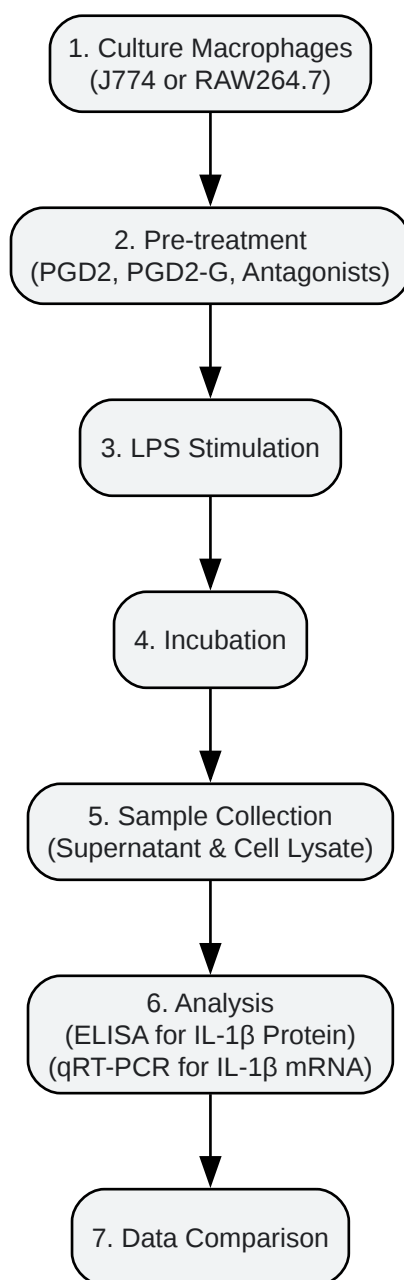 1. Culture Macrophages
(J774 or RAW264.7)
2. Pre-treatment
(PGD2, PGD2-G, Antagonists)
3. LPS Stimulation
4. Incubation
5. Sample Collection
(Supernatant & Cell Lysate)
6. Analysis
(ELISA for IL-1β Protein)
(qRT-PCR for IL-1β mRNA)
7. Data Comparison